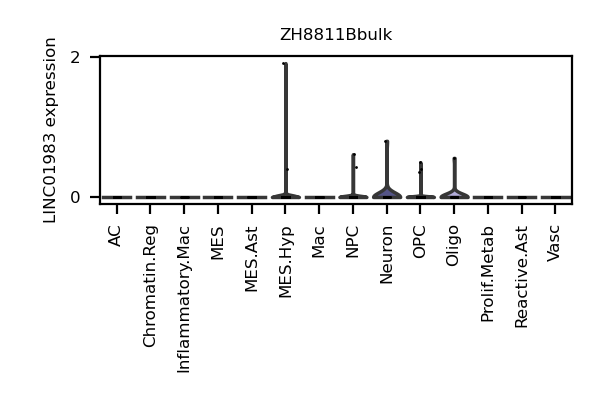 ZH8811Bbulk
LINC01983 expression
2
0
AC
Chromatin.Reg
Inflammatory.Mac
MES
MES.Ast
MES.Hyp
Mac
NPC
Neuron
OPC
Oligo
Prolif.Metab
Reactive.Ast
Vasc